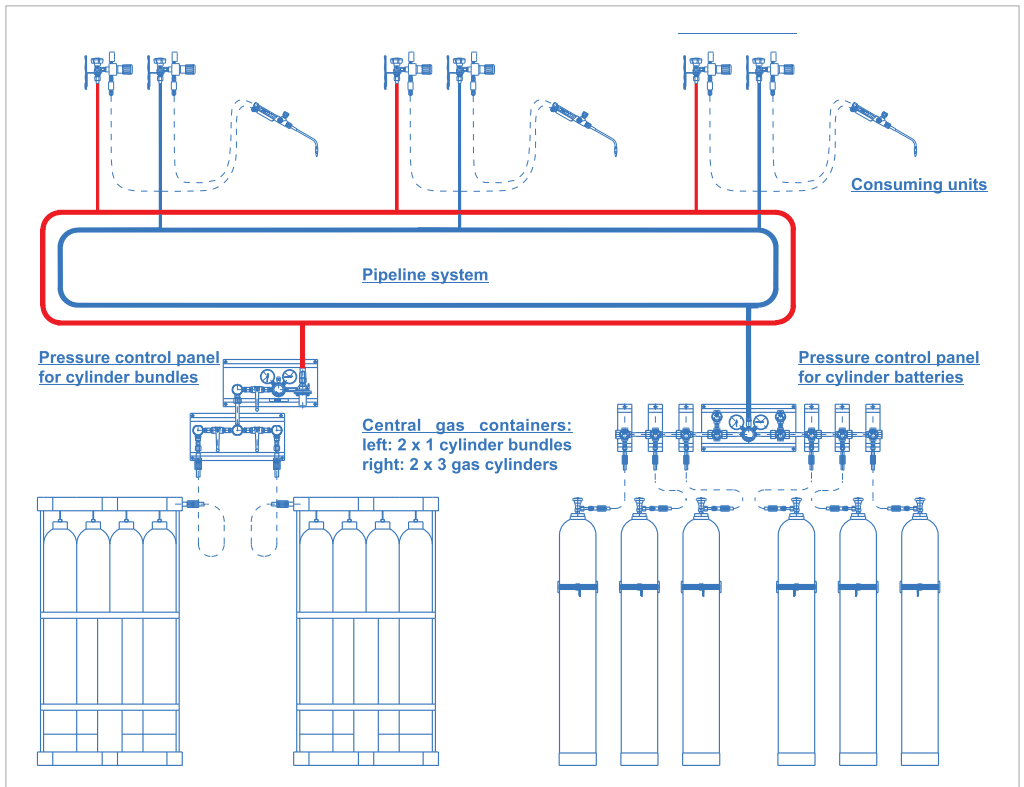 Consuming units
Pipeline system
Pressure control panel
for cylinder bundles
Pressure control panel
for cylinder batteries
Central gas containers:
left: 2 x 1 cylinder bundles
right: 2 x 3 gas cylinders